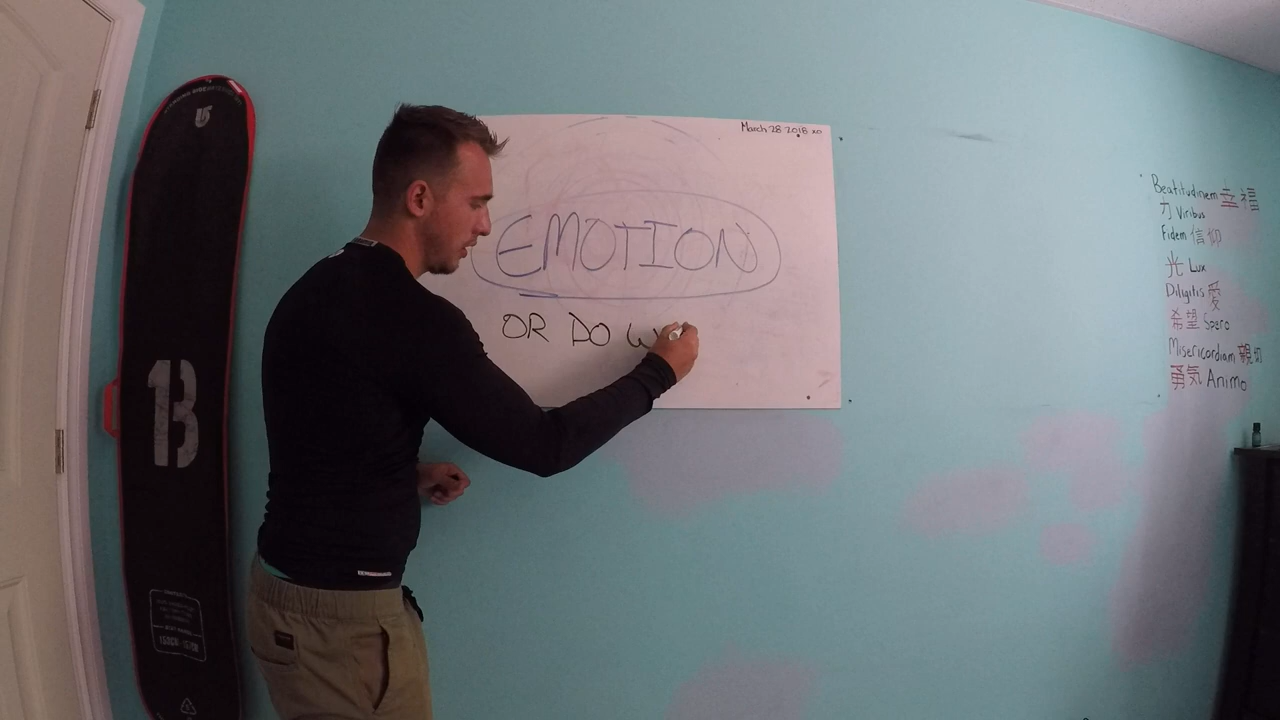 March 28 2018 xo
EMOTION
OR DO W
Beatitudinem 幸福
力 Viribus
Fidem 信仰
光 Lux
Diligitis 愛
希望 Spero
Misericordiam 親切
勇気 Animo
13